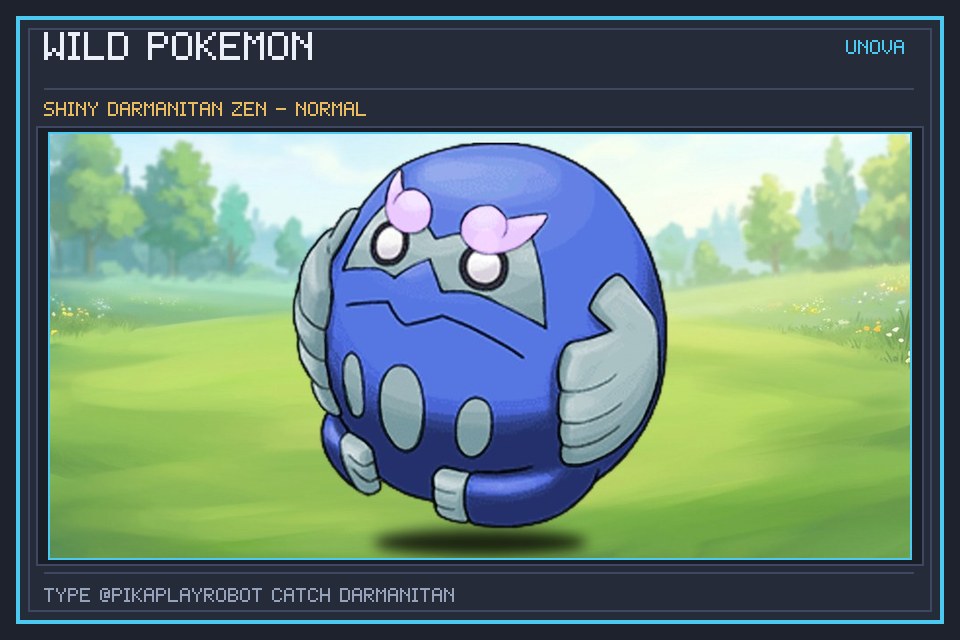 WILD POKEMON
UNOVA
SHINY DARMANITAN ZEN - NORMAL
TYPE @PIKAPLAYROBOT CATCH DARMANITAN